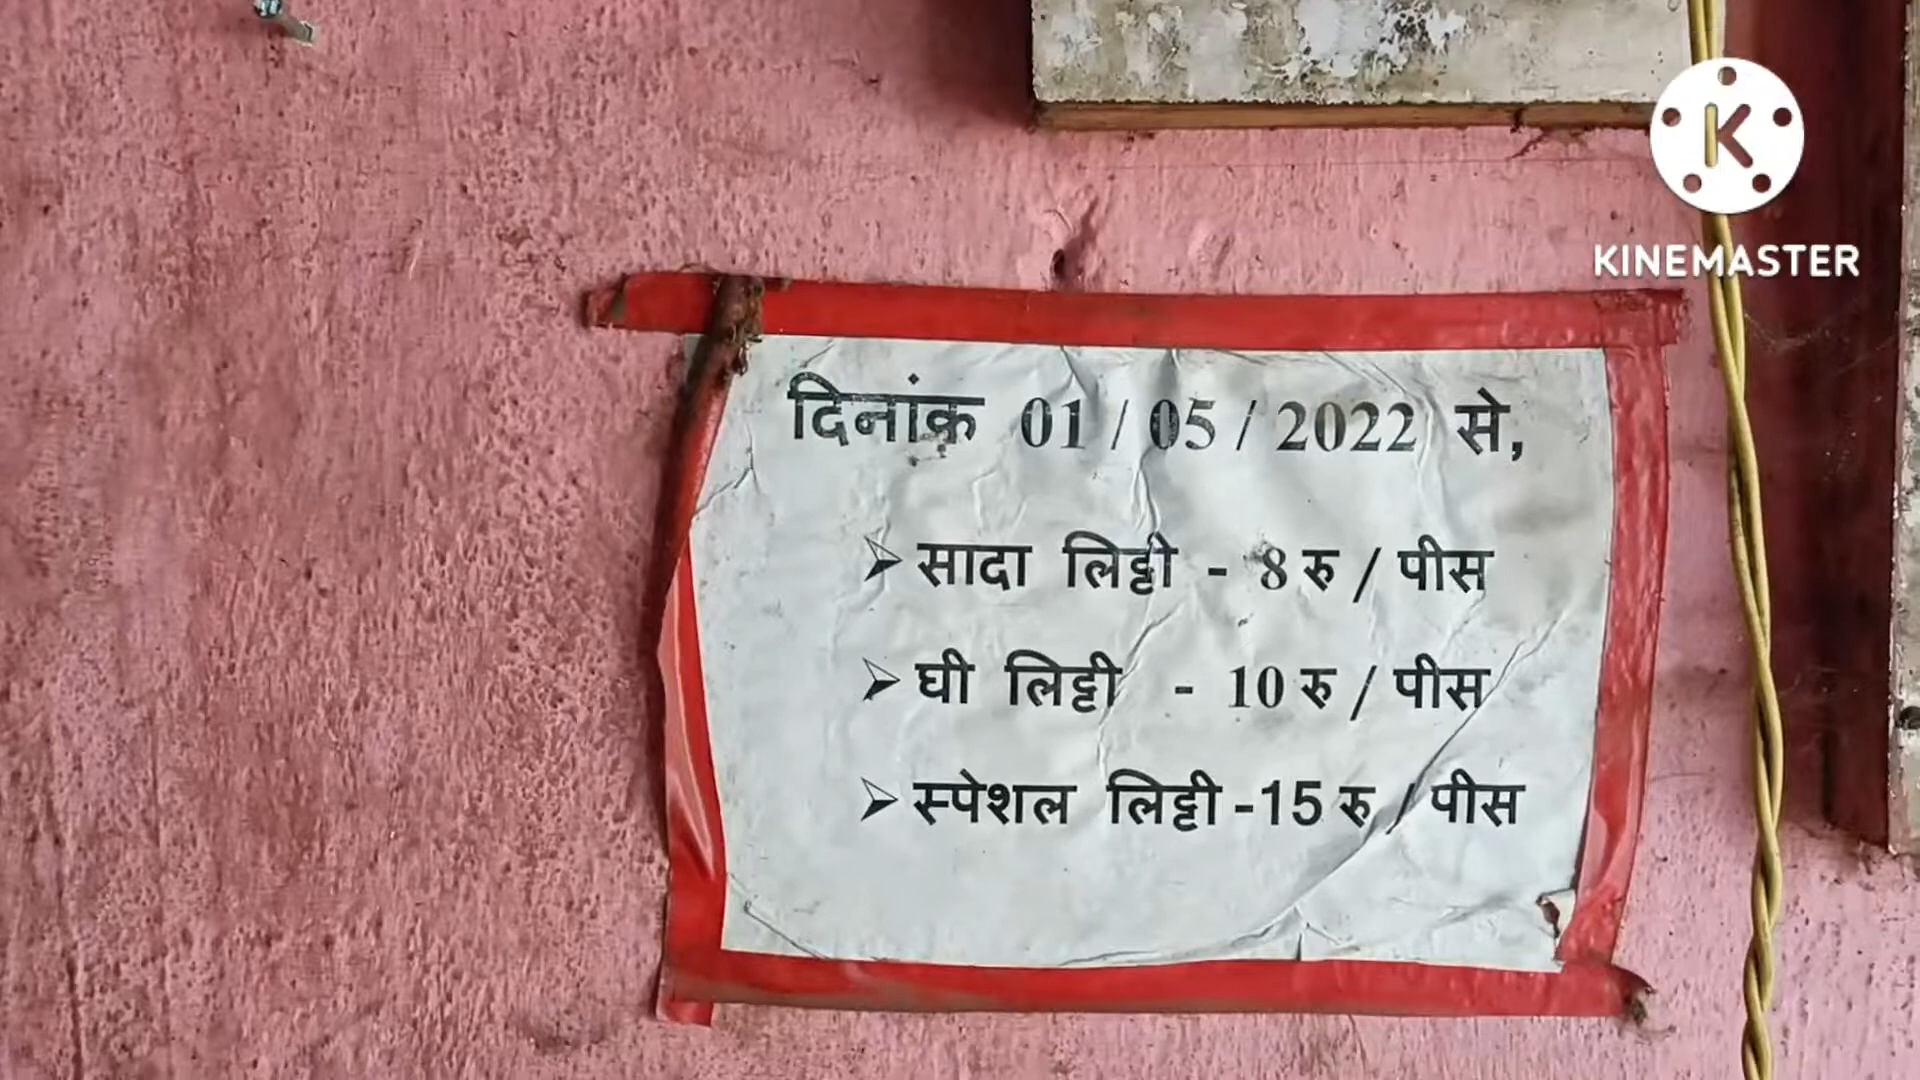 KINEMASTER
दिनांक 01 / 05 / 2022 से,
➢ सादा लिट्टी - 8 रु / पीस
➢ घी लिट्टी - 10 रु / पीस
➢ स्पेशल लिट्टी -15 रु / पीस